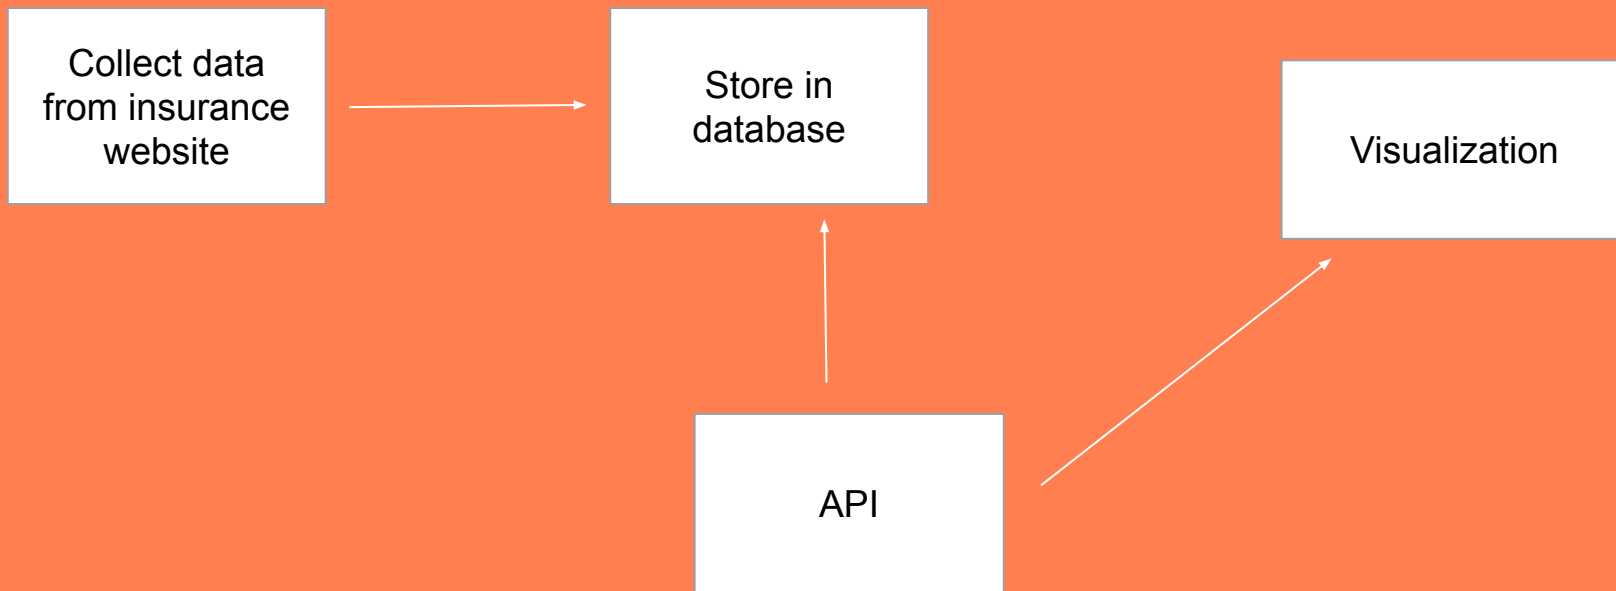 Collect data
from insurance
website
Store in
database
Visualization
API